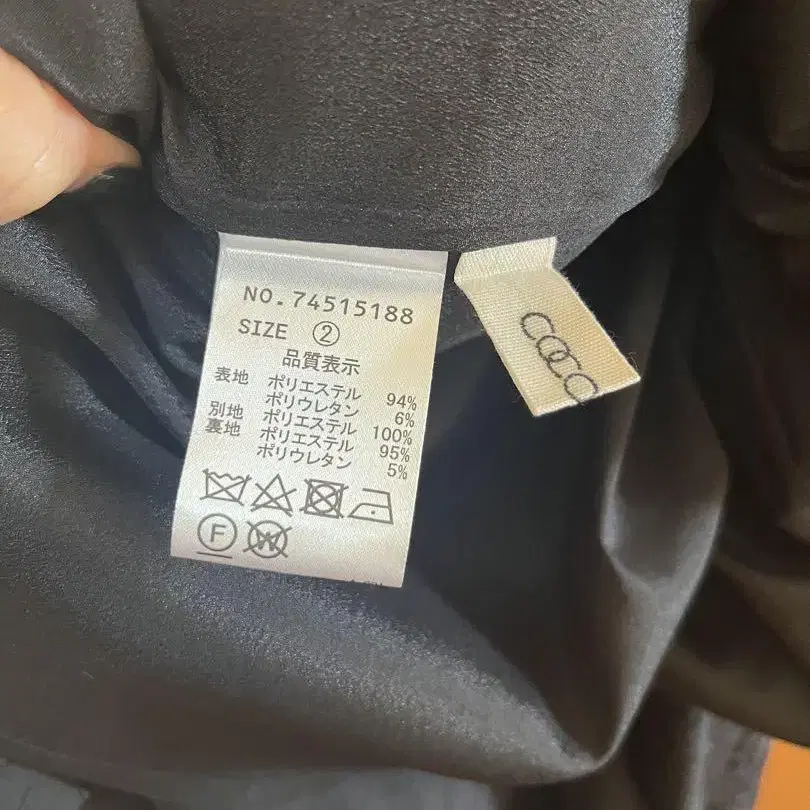 NO.74515188
SIZE ②
品質表示
表地 ポリエステル 94%
ポリウレタン 6%
別地 ポリエステル 100%
裏地 ポリエステル 95%
ポリウレタン 5%
F
W
COCO